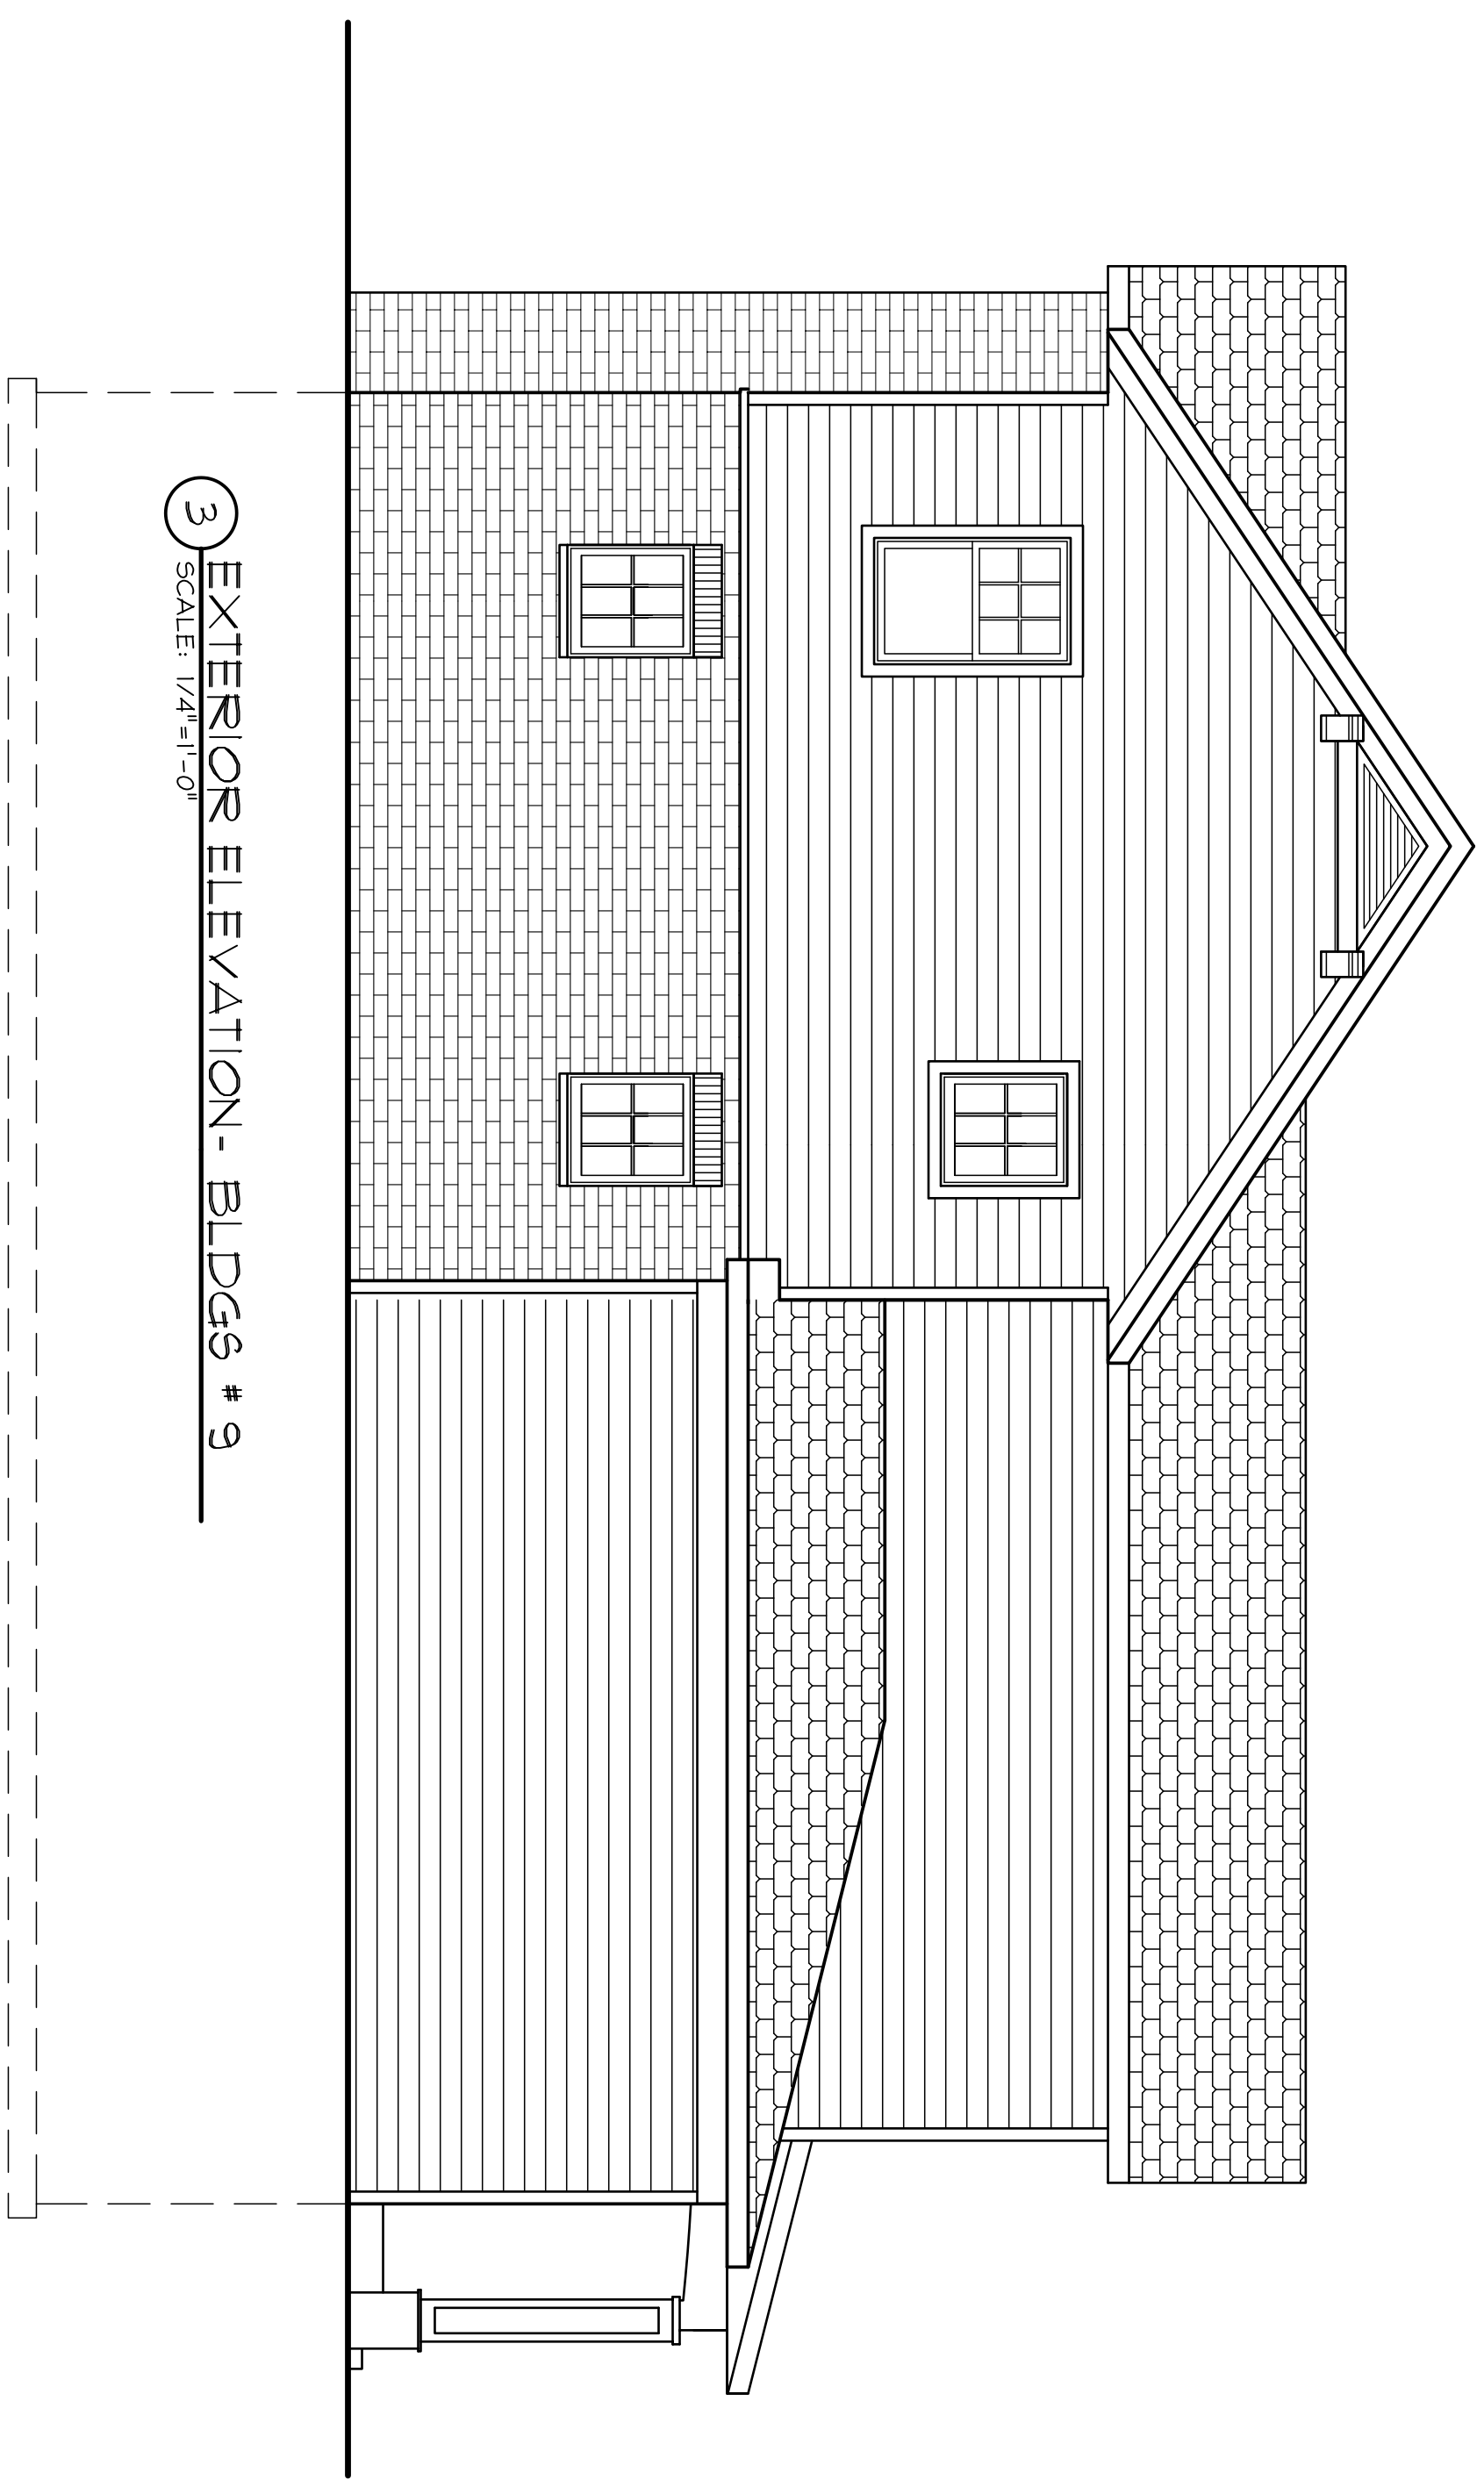 3
EXTERIOR ELEVATION- BLDGS # 9
SCALE: 1/4"=1'-0"